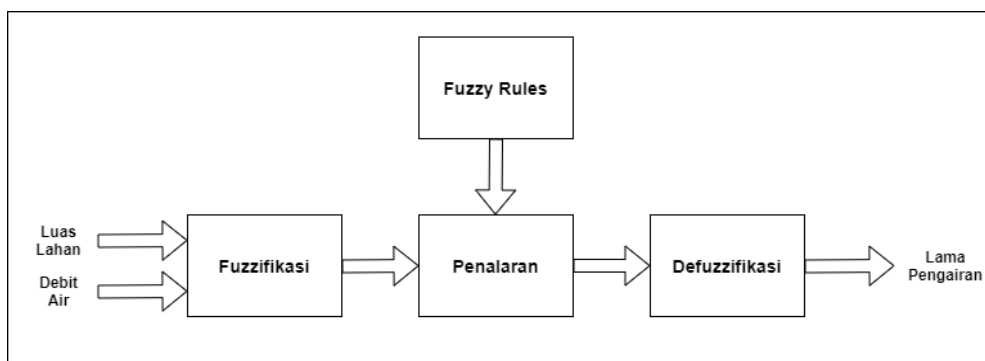 Fuzzy Rules
Luas
Lahan
Debit
Air
Fuzzifikasi
Penalaran
Defuzzifikasi
Lama
Pengairan